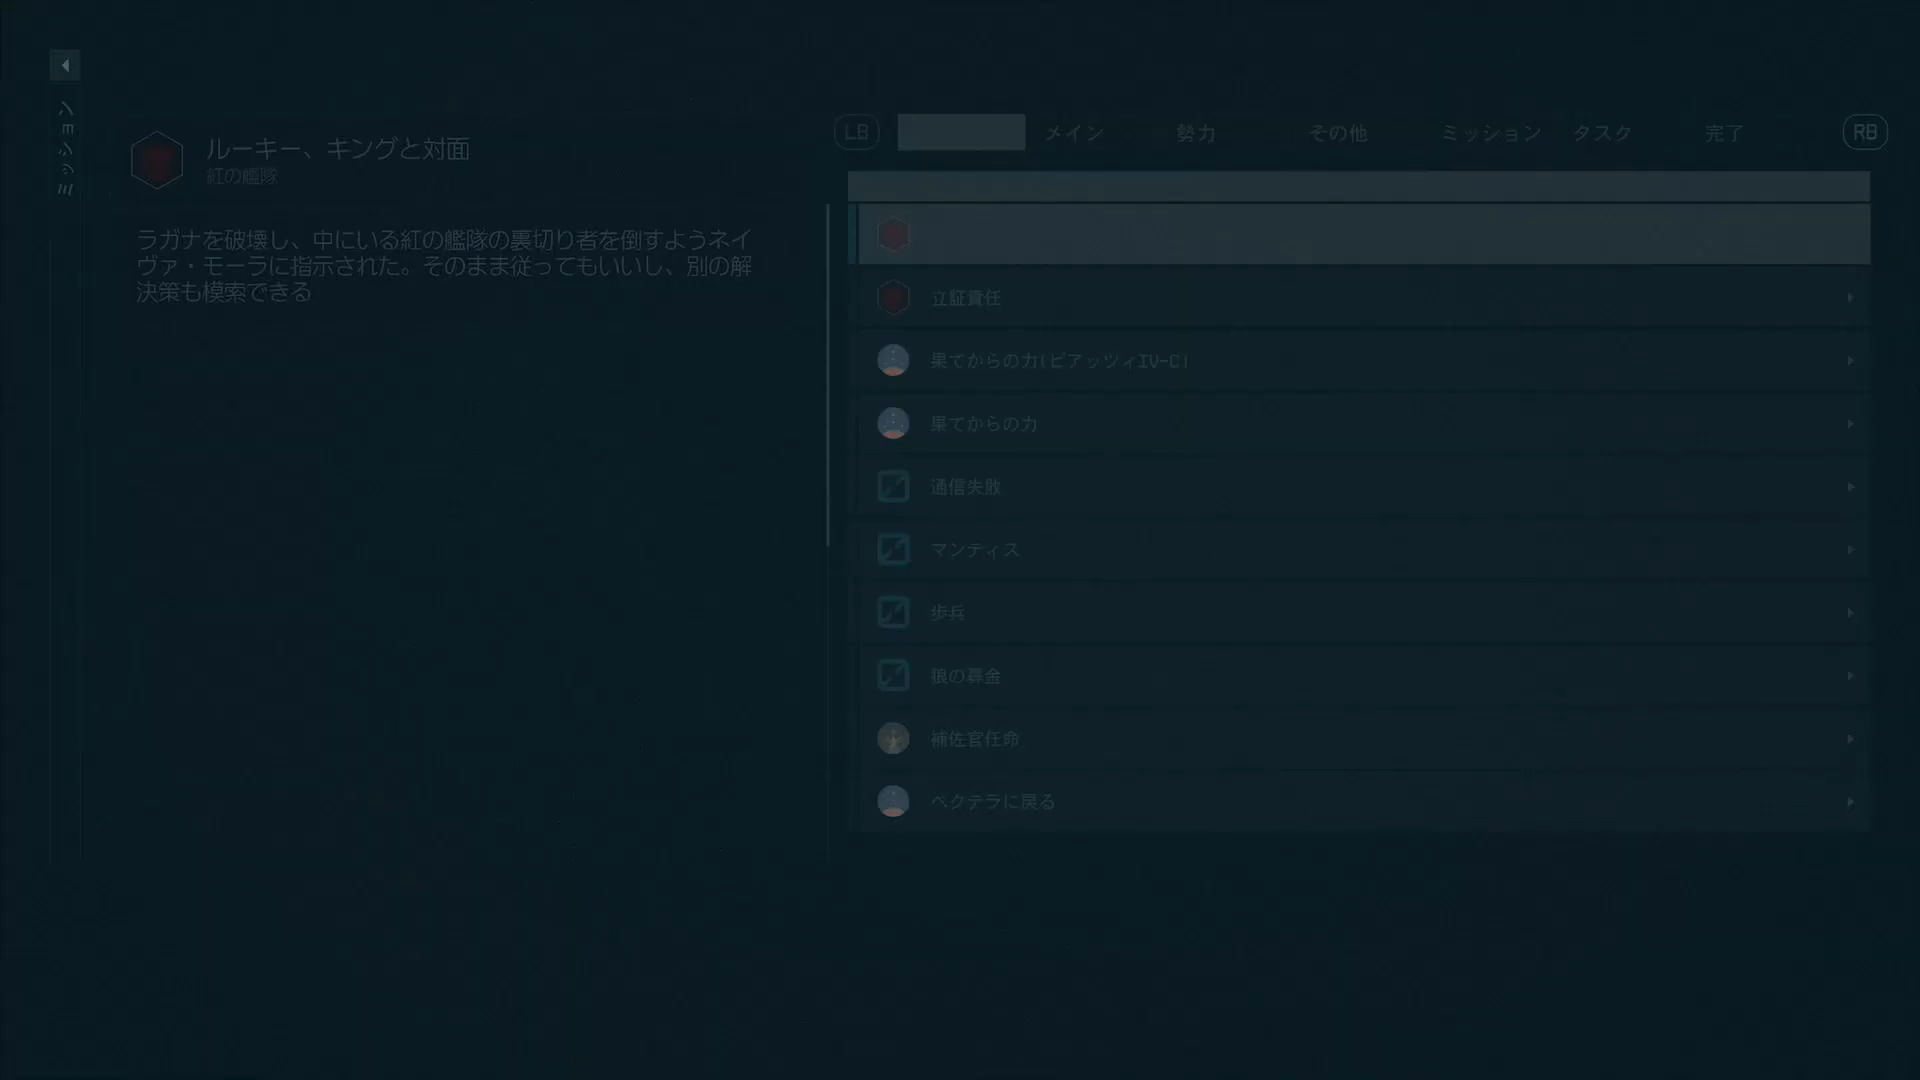 ミッション
ルーキー、キングと対面
紅の艦隊
ラガナを破壊し、中にいる紅の艦隊の裏切り者を倒すようネイ
ヴァ・モーラに指示された。そのまま従ってもいいし、別の解
決策も模索できる
LB
メイン
勢力
その他
ミッション
タスク
完了
RB
立証責任
果てからの力(ピアッツィIV-C)
果てからの力
通信失敗
マンティス
歩兵
狼の募金
補佐官任命
ベクテラに戻る